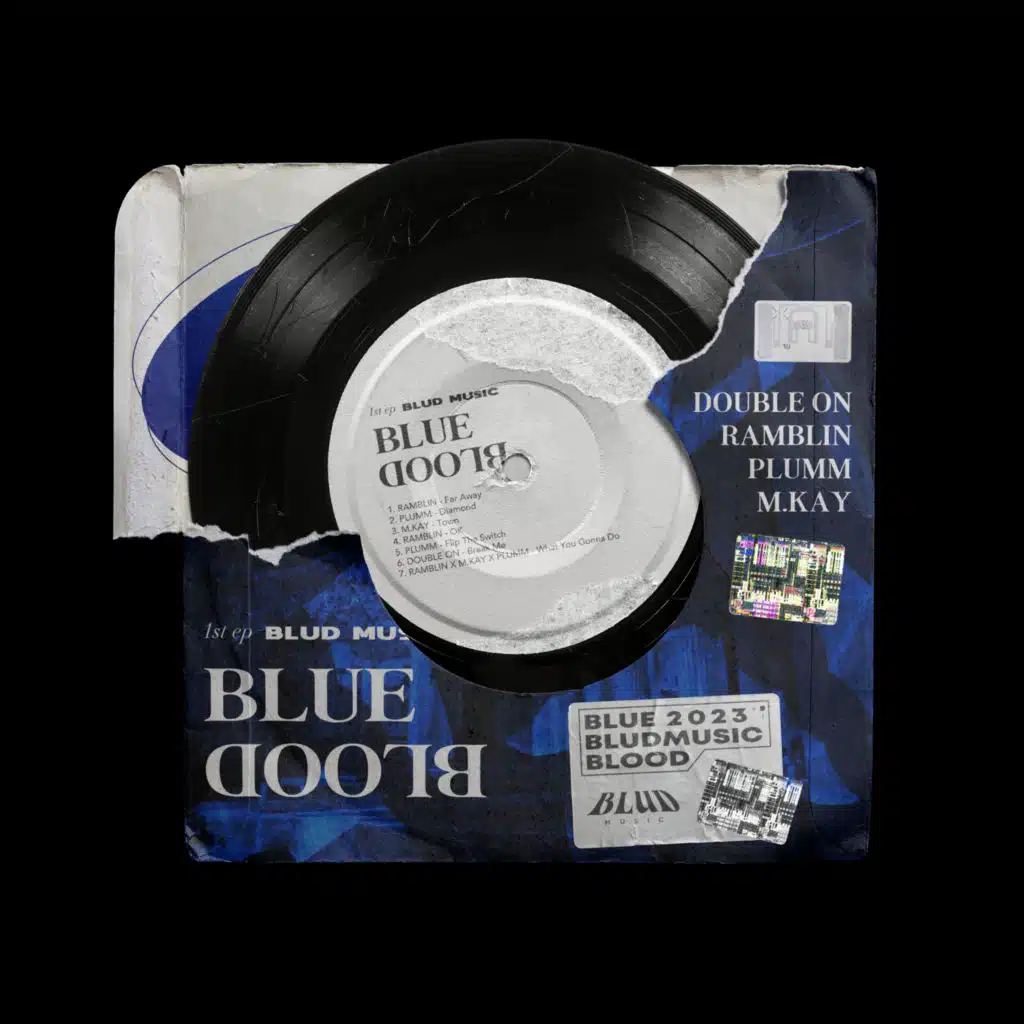 1st ep BLUD MUSIC
BLUE
BLOOD
1. RAMBLIN - Far Away
2. PLUMM - Diamond
3. M.KAY - Town
4. RAMBLIN - Off
5. PLUMM - Flip The Switch
6. DOUBLE ON - Break Me
7. RAMBLIN X M.KAY X PLUMM - What You Gonna Do
DOUBLE ON
RAMBLIN
PLUMM
M.KAY
1st ep BLUD MUS
BLUE
BLOOD
BLUE 2023
BLUDMUSIC
BLOOD
BLUD
MUSIC